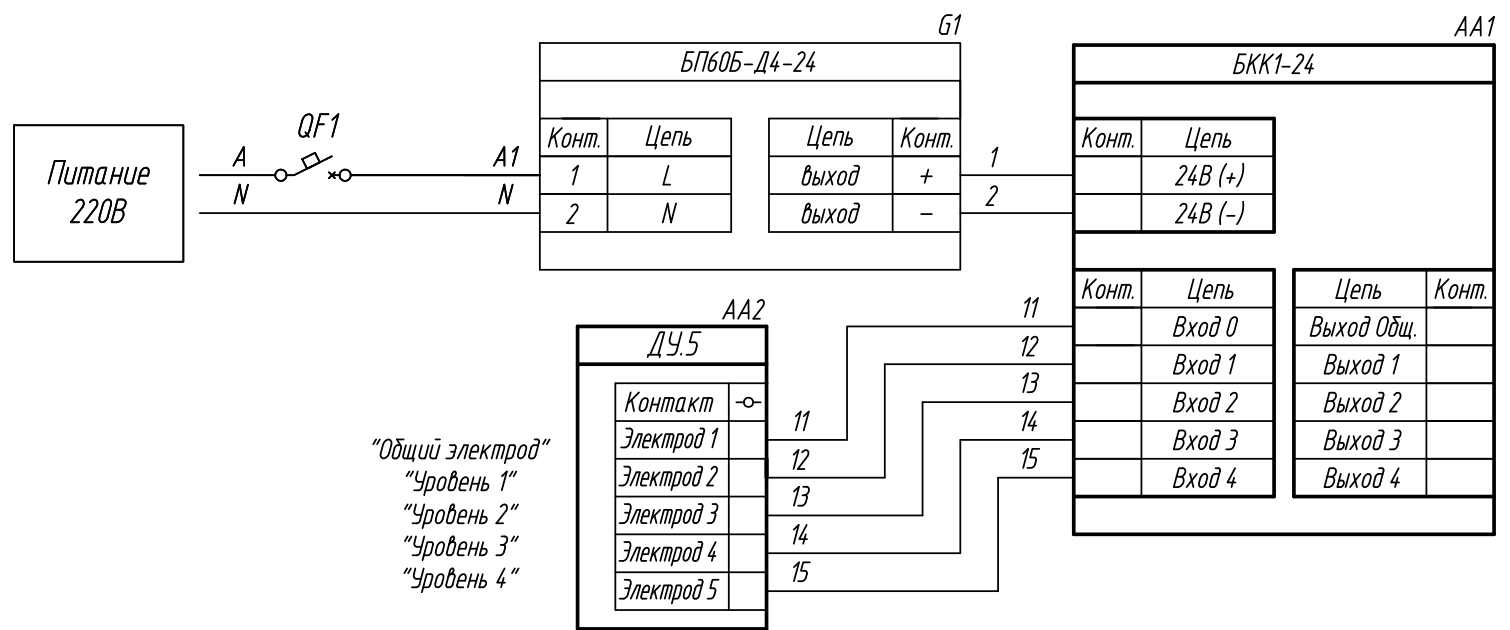 G1
AA1
БП60Б-Д4-24
БКК1-24
Питание
220В
QF1
A
N
A1
N
Конт. Цепь
1 L
2 N
Цепь Конт.
выход +
выход –
1
2
Конт. Цепь
24В (+)
24В (–)
Конт. Цепь
Вход 0
Вход 1
Вход 2
Вход 3
Вход 4
Цепь Конт.
Выход Общ.
Выход 1
Выход 2
Выход 3
Выход 4
11
12
13
14
15
AA2
ДУ.5
Контакт
Электрод 1
Электрод 2
Электрод 3
Электрод 4
Электрод 5
11
12
13
14
15
"Общий электрод"
"Уровень 1"
"Уровень 2"
"Уровень 3"
"Уровень 4"